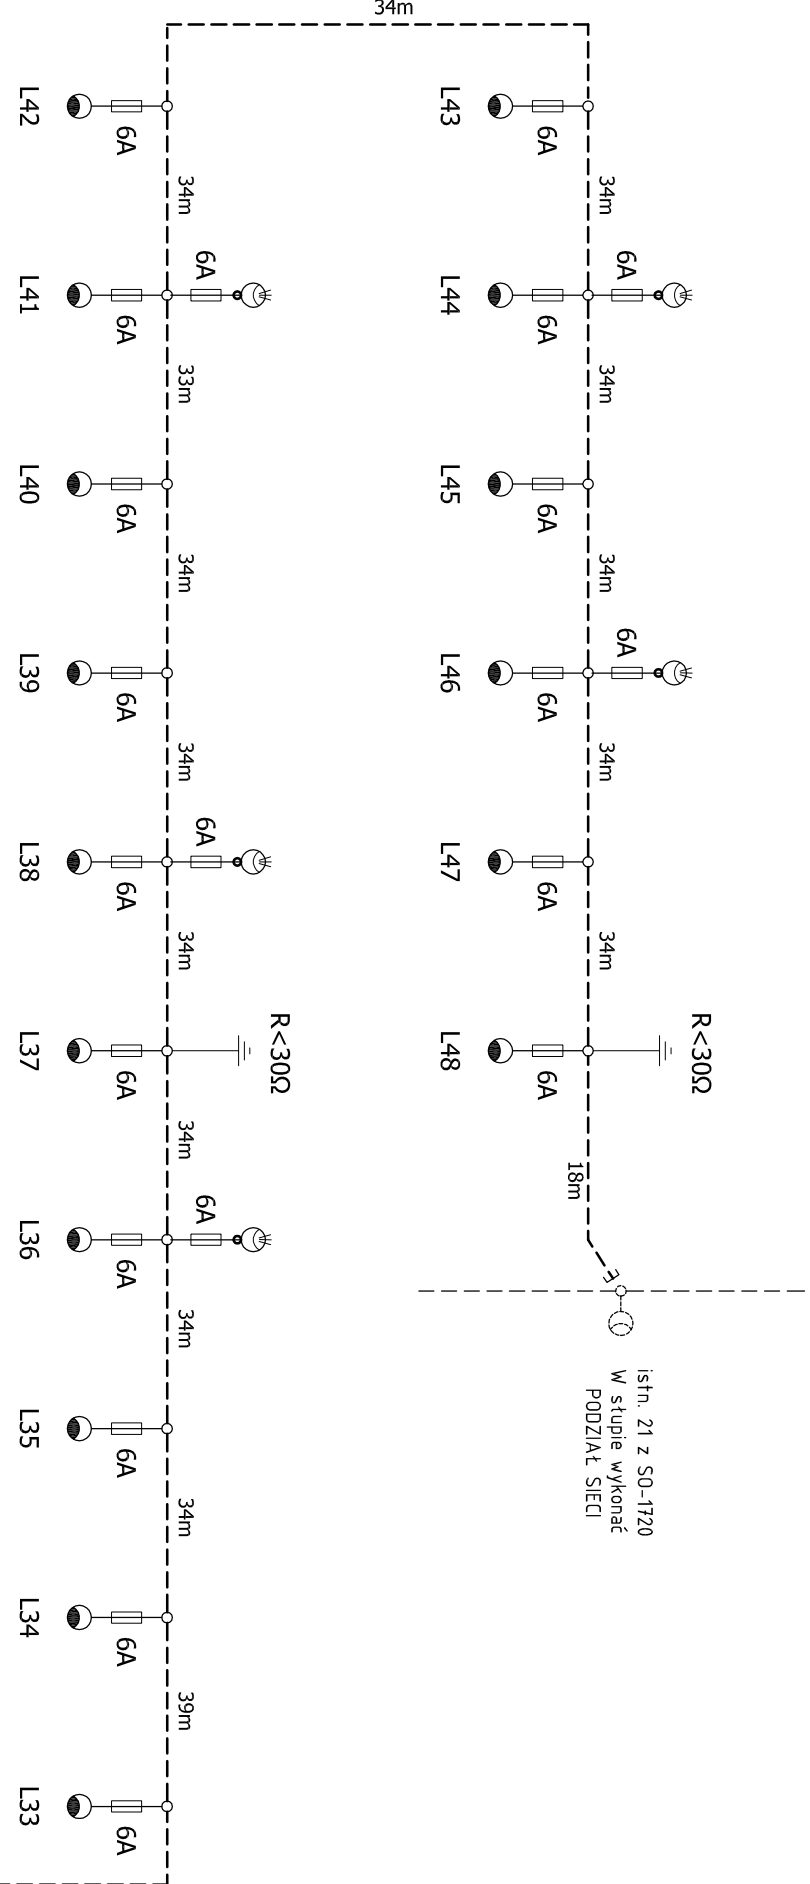 34m
L42
6A
34m
L41
6A
6A
33m
L40
6A
34m
L39
6A
34m
L38
6A
6A
34m
L37
6A
R<30Ω
34m
L36
6A
6A
34m
L35
6A
34m
L34
6A
39m
L33
6A
L43
6A
34m
L44
6A
6A
34m
L45
6A
34m
L46
6A
6A
34m
L47
6A
34m
L48
6A
R<30Ω
18m
istn. 21 z SO-1720
W słupie wykonać
PODZIAŁ SIECI